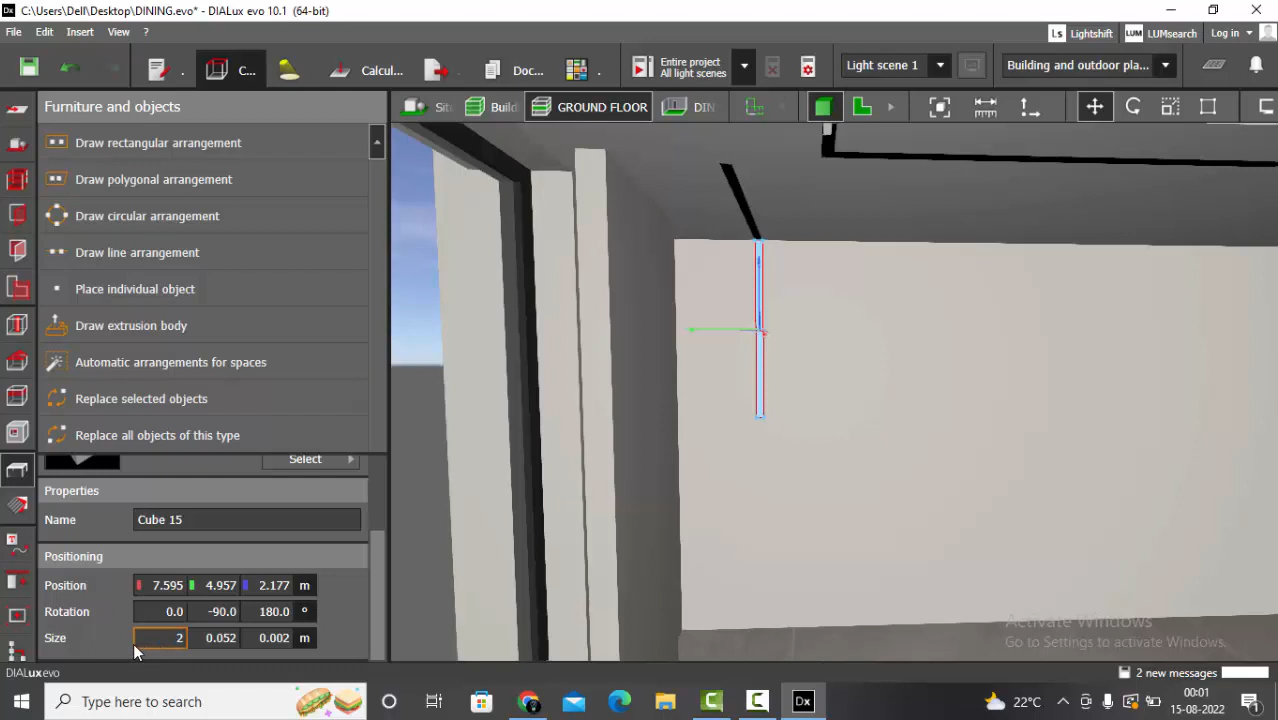 C:\Users\Dell\Desktop\DINING.evo* - DIALux evo 10.1 (64-bit)
File Edit Insert View ? Ls Lightshift LUM LUMsearch Log in
C... Calcul... Doc... Entire project
All light scenes
Light scene 1 Building and outdoor pla...
Furniture and objects
Sit Build GROUND FLOOR DIN
Draw rectangular arrangement
Draw polygonal arrangement
Draw circular arrangement
Draw line arrangement
Place individual object
Draw extrusion body
Automatic arrangements for spaces
Replace selected objects
Replace all objects of this type
Select
Properties
Name Cube 15
Positioning
Position 7.595 4.957 2.177 m
Rotation 0.0 -90.0 180.0 °
Size 2 0.052 0.002 m
Activate Windows
Go to Settings to activate Windows.
DIALux evo
2 new messages
Type here to search
Dx
22°C
00:01
15-08-2022
1